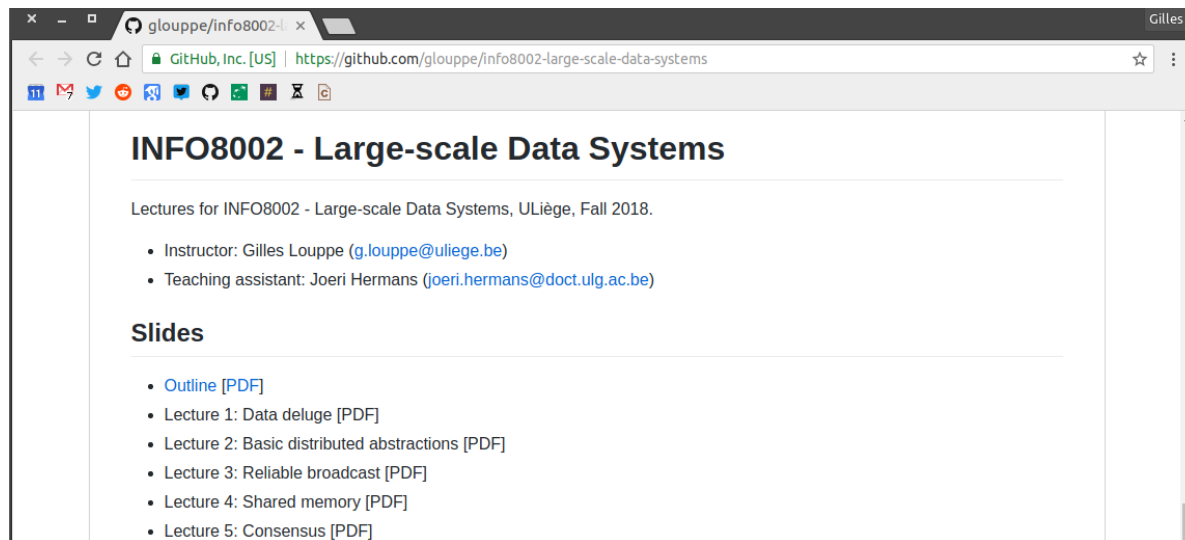 glouppe/info8002-l
Gilles
GitHub, Inc. [US] | https://github.com/glouppe/info8002-large-scale-data-systems
INFO8002 - Large-scale Data Systems
Lectures for INFO8002 - Large-scale Data Systems, ULiège, Fall 2018.
• Instructor: Gilles Louppe (g.louppe@uliege.be)
• Teaching assistant: Joeri Hermans (joeri.hermans@doct.ulg.ac.be)
Slides
• Outline [PDF]
• Lecture 1: Data deluge [PDF]
• Lecture 2: Basic distributed abstractions [PDF]
• Lecture 3: Reliable broadcast [PDF]
• Lecture 4: Shared memory [PDF]
• Lecture 5: Consensus [PDF]